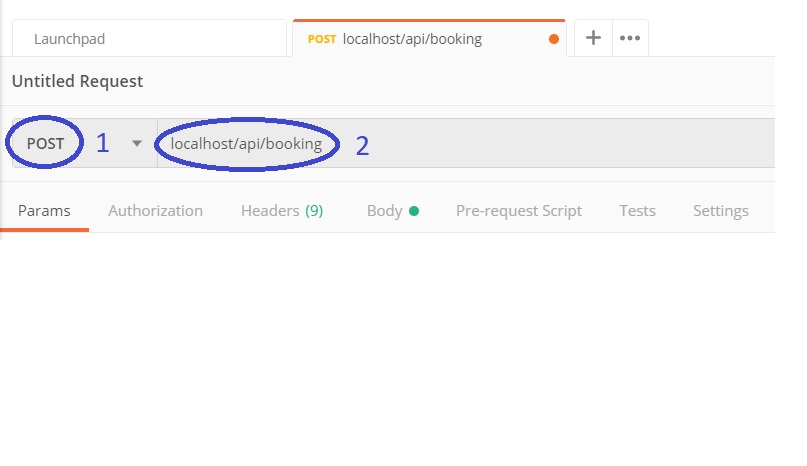 Launchpad POST localhost/api/booking + •••
Untitled Request
POST 1 localhost/api/booking 2
Params Authorization Headers (9) Body Pre-request Script Tests Settings